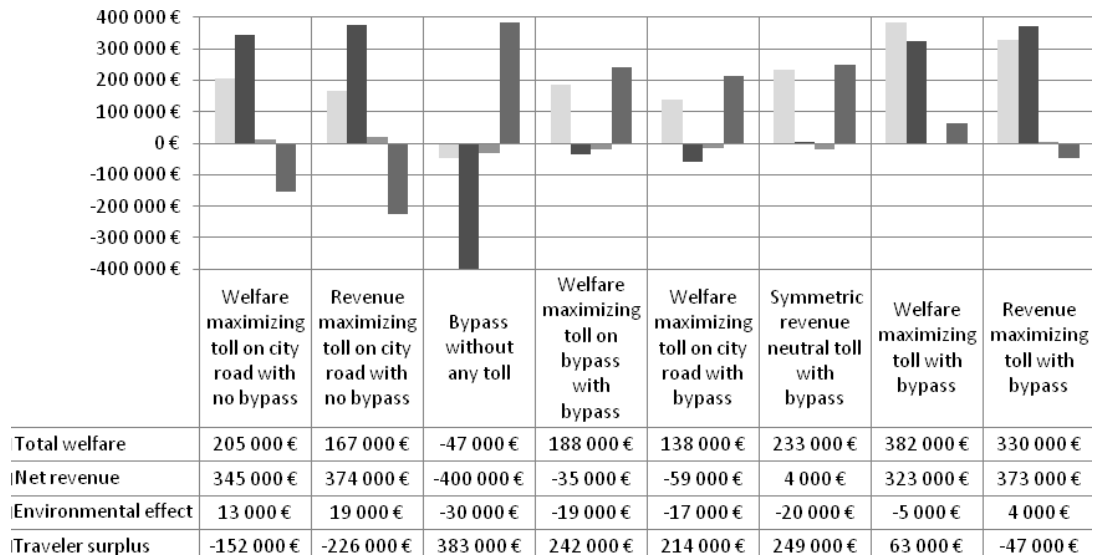 400 000 €
300 000 €
200 000 €
100 000 €
0 €
-100 000 €
-200 000 €
-300 000 €
-400 000 €
Welfare
maximizing
toll on city
road with
no bypass
Revenue
maximizing
toll on city
road with
no bypass
Bypass
without
any toll
Welfare
maximizing
toll on
bypass
with
bypass
Welfare
maximizing
toll on city
road with
bypass
Symmetric
revenue
neutral toll
with
bypass
Welfare
maximizing
toll with
bypass
Revenue
maximizing
toll with
bypass
Total welfare 205 000 € 167 000 € -47 000 € 188 000 € 138 000 € 233 000 € 382 000 € 330 000 €
Net revenue 345 000 € 374 000 € -400 000 € -35 000 € -59 000 € 4 000 € 323 000 € 373 000 €
Environmental effect 13 000 € 19 000 € -30 000 € -19 000 € -17 000 € -20 000 € -5 000 € 4 000 €
Traveler surplus -152 000 € -226 000 € 383 000 € 242 000 € 214 000 € 249 000 € 63 000 € -47 000 €